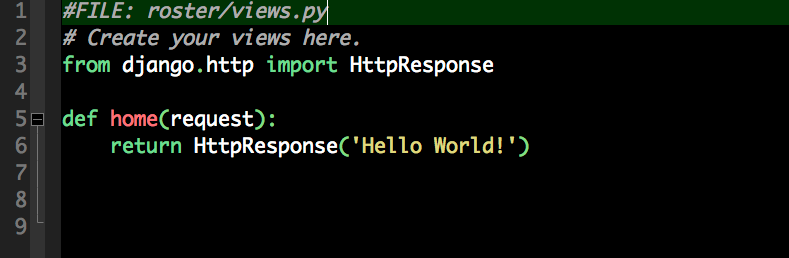 1 #FILE: roster/views.py
2 # Create your views here.
3 from django.http import HttpResponse
4
5 def home(request):
6     return HttpResponse('Hello World!')
7
8
9